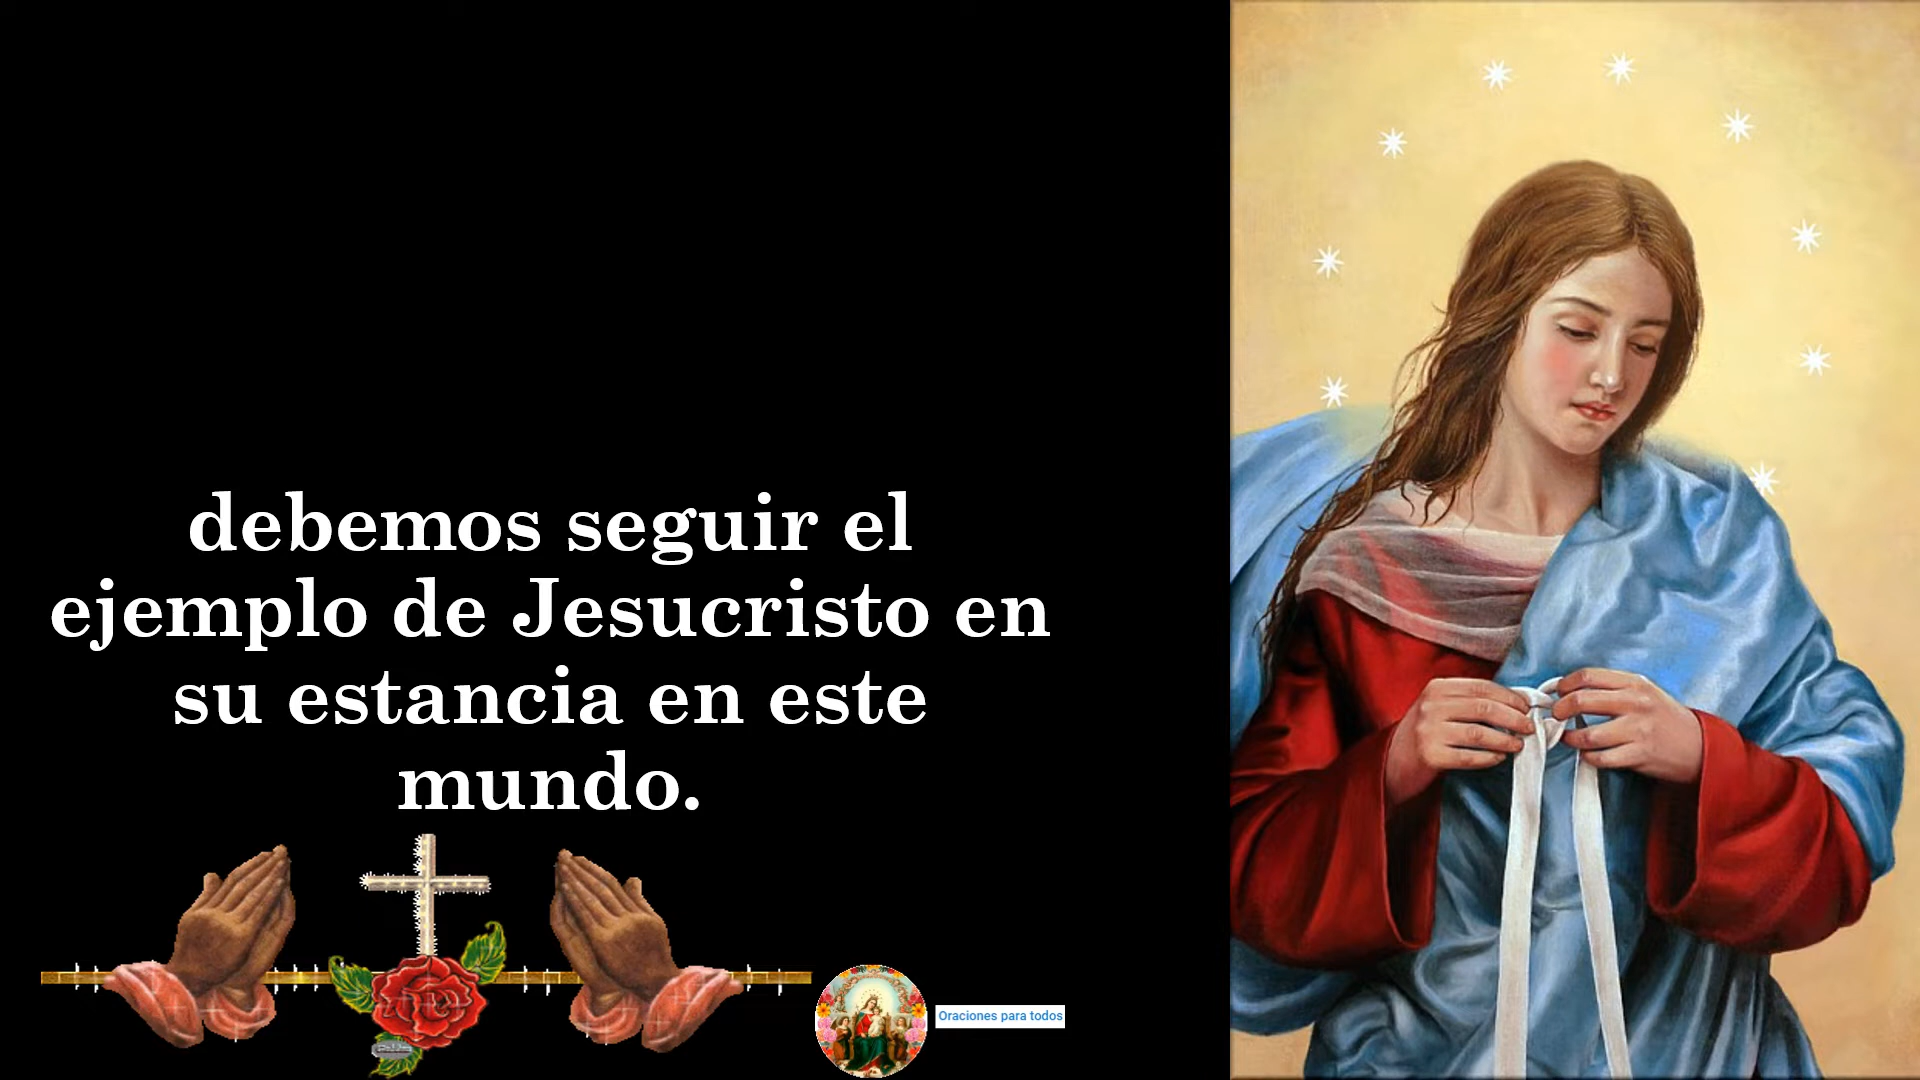 debemos seguir el
ejemplo de Jesucristo en
su estancia en este
mundo.
Oraciones para todos